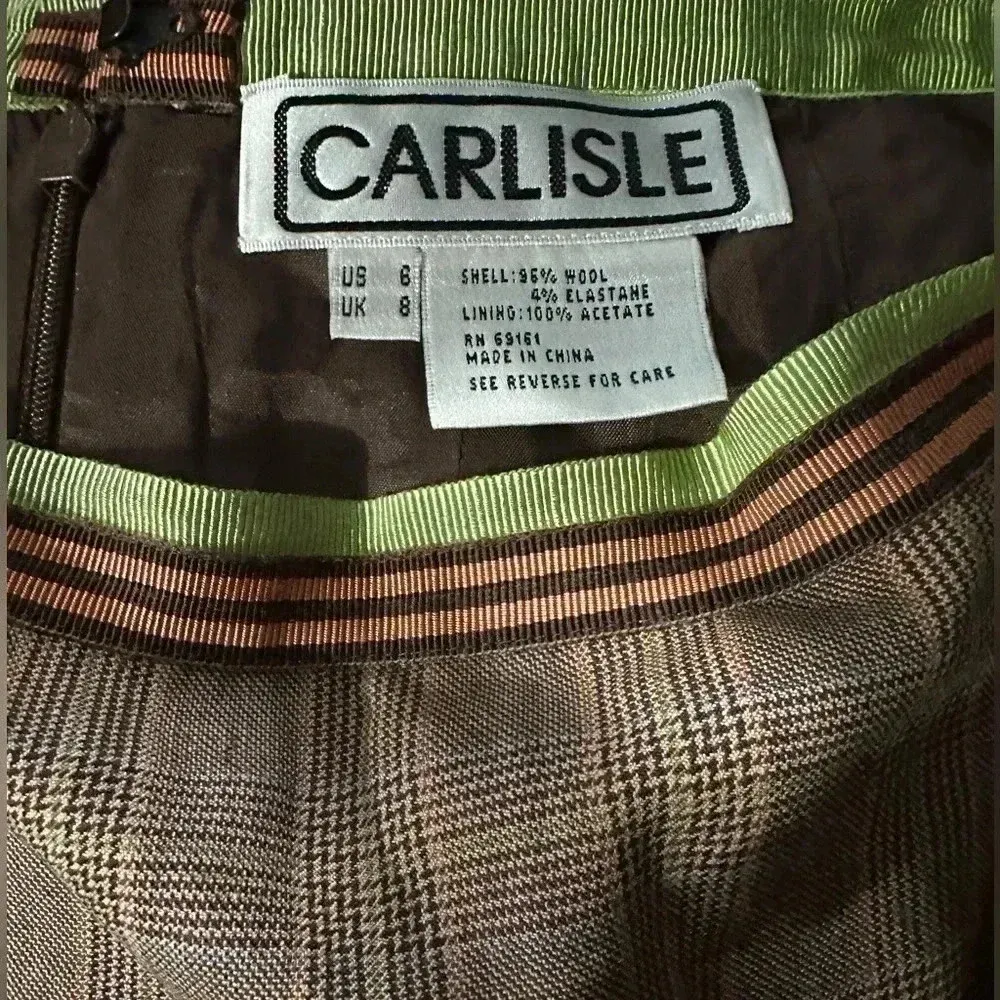 CARLISLE
US 6
UK 8
SHELL: 96% WOOL
4% ELASTANE
LINING: 100% ACETATE
RN 69161
MADE IN CHINA
SEE REVERSE FOR CARE